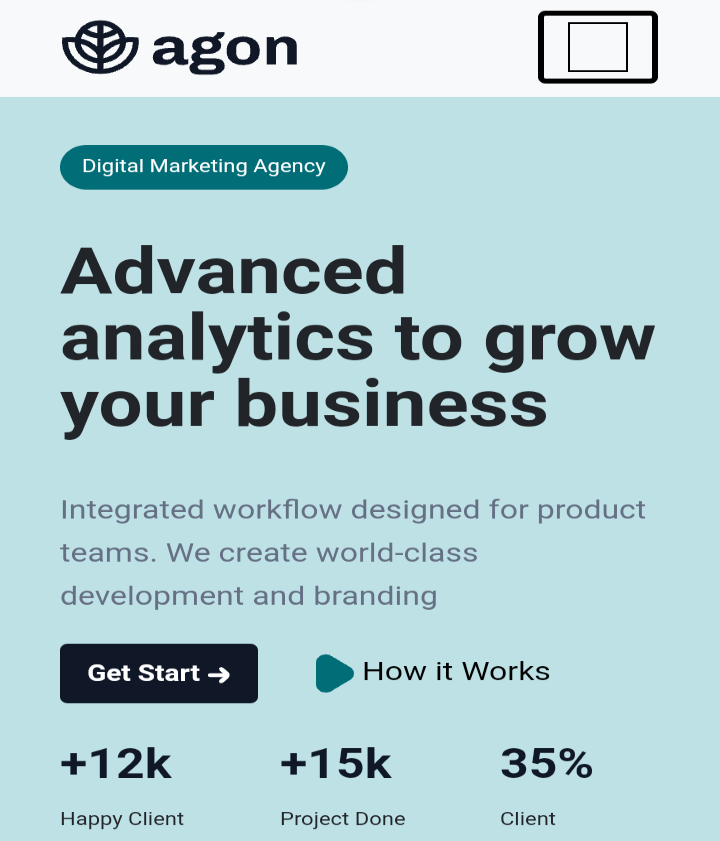 agon
Digital Marketing Agency
Advanced
analytics to grow
your business
Integrated workflow designed for product
teams. We create world-class
development and branding
Get Start →
How it Works
+12k
+15k
35%
Happy Client
Project Done
Client